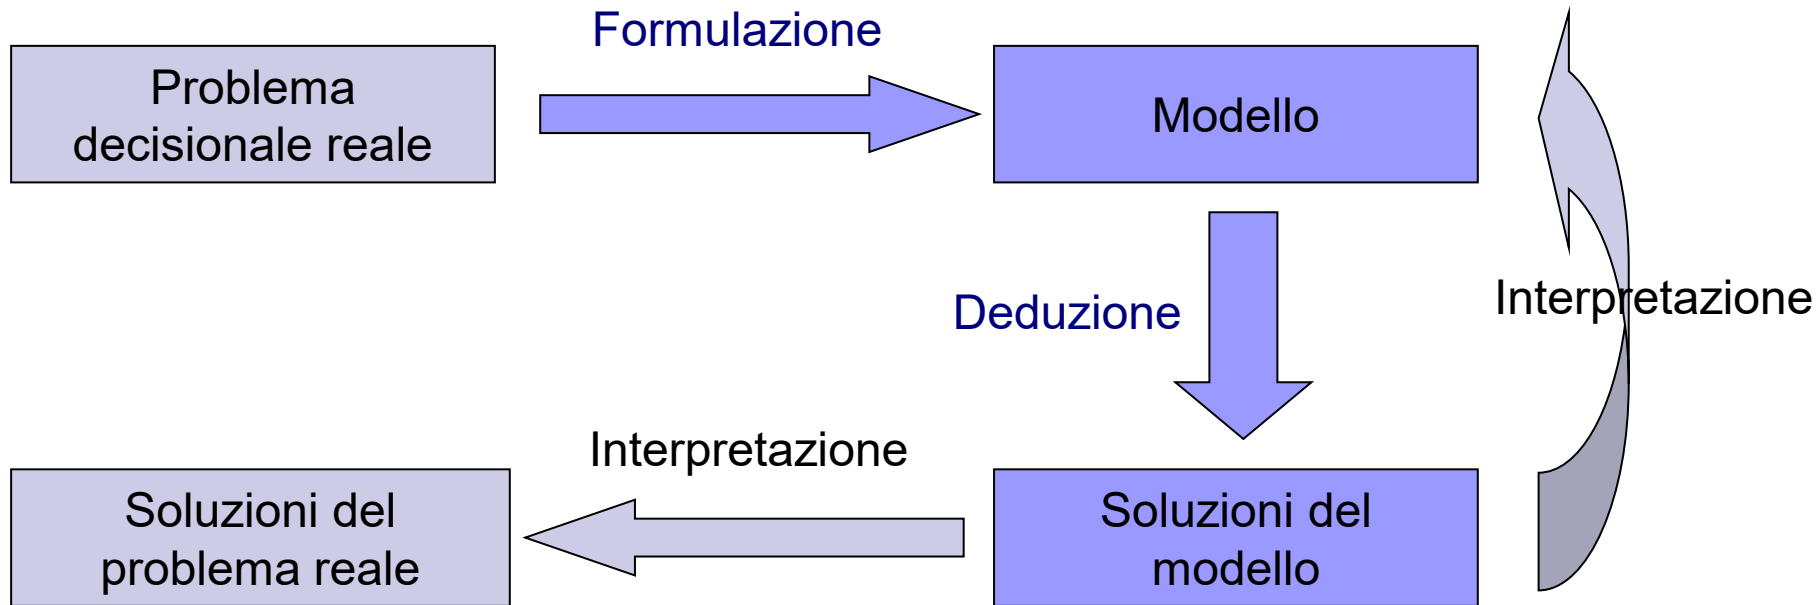 Formulazione
Problema
decisionale reale
Modello
Deduzione
Interpretazione
Interpretazione
Soluzioni del
problema reale
Soluzioni del
modello